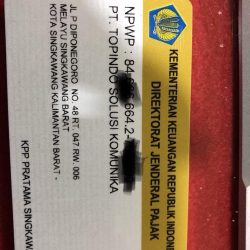 KEMENTERIAN KEUANGAN REPUBLIK INDONE
DIREKTORAT JENDERAL PAJAK
NPWP : 84. 664.2-
PT. TOPINDO SOLUSI KOMUNIKA
JL P DIPONEGORO NO. 48 RT. 047 RW. 006
MELAYU SINGKAWANG BARAT
KOTA SINGKAWANG KALIMANTAN BARAT -
KPP PRATAMA SINGKAW